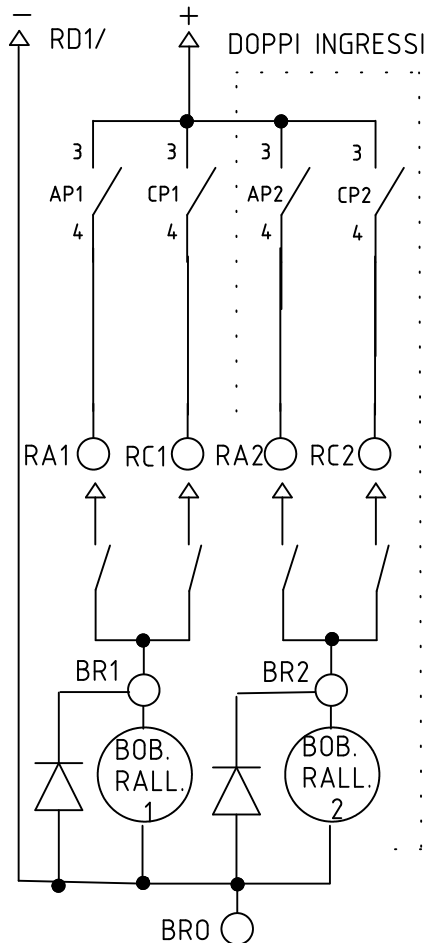 − +
RD1/ DOPPI INGRESSI
3 3 3 3
AP1 CP1 AP2 CP2
4 4 4 4
RA1 RC1 RA2 RC2
BR1 BR2
BOB. BOB.
RALL. RALL.
1 2
BR0